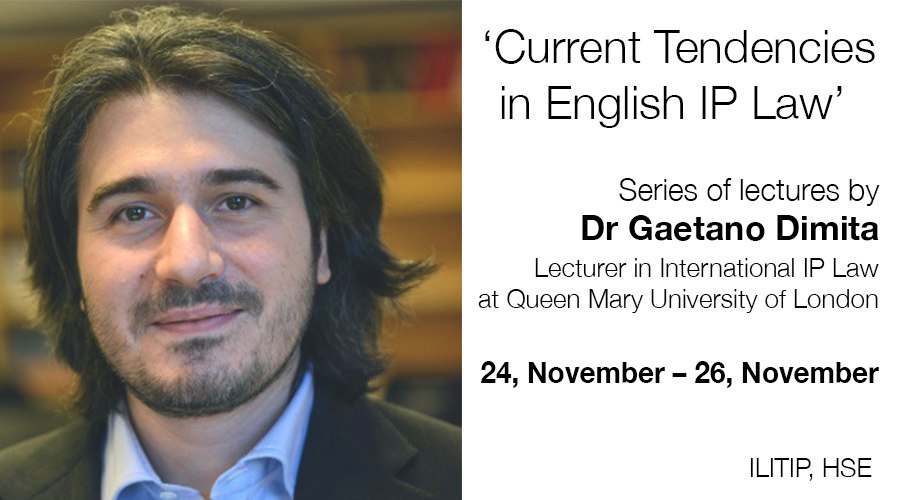 ‘Current Tendencies
in English IP Law’
Series of lectures by
Dr Gaetano Dimita
Lecturer in International IP Law
at Queen Mary University of London
24, November – 26, November
ILITIP, HSE